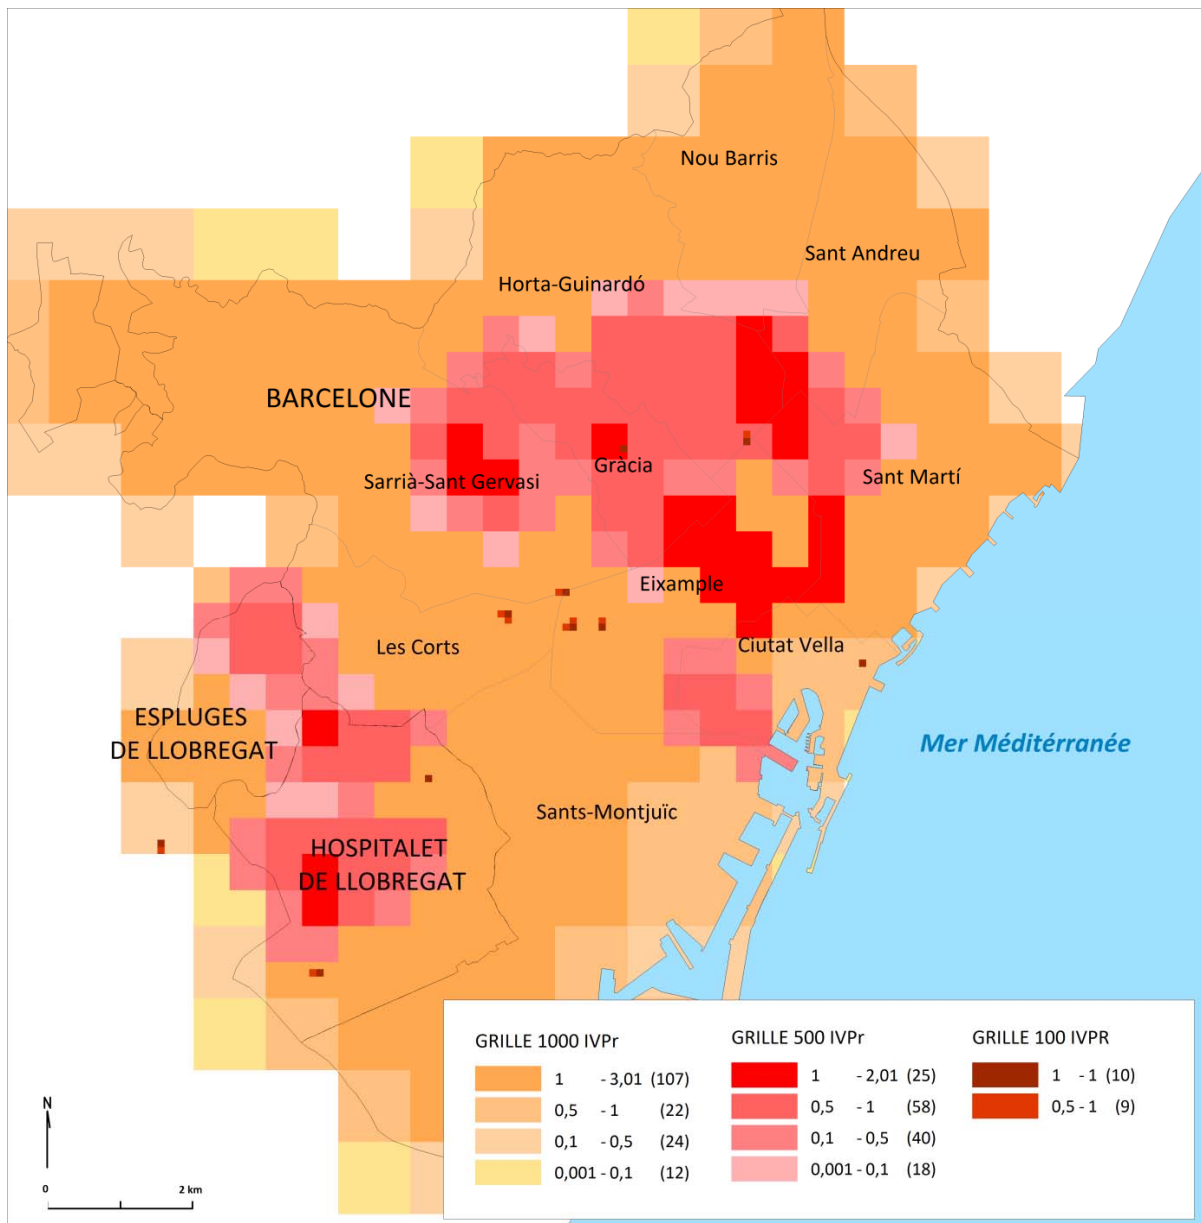 Nou Barris
Sant Andreu
Horta-Guinardó
BARCELONE
Gràcia
Sarrià-Sant Gervasi
Sant Martí
Eixample
Les Corts
Ciutat Vella
ESPLUGES
DE LLOBREGAT
Mer Méditérranée
Sants-Montjuïc
HOSPITALET
DE LLOBREGAT
GRILLE 1000 IVPr
1 - 3,01 (107)
0,5 - 1 (22)
0,1 - 0,5 (24)
0,001 - 0,1 (12)
GRILLE 500 IVPr
1 - 2,01 (25)
0,5 - 1 (58)
0,1 - 0,5 (40)
0,001 - 0,1 (18)
GRILLE 100 IVPR
1 - 1 (10)
0,5 - 1 (9)
N
0 2 km